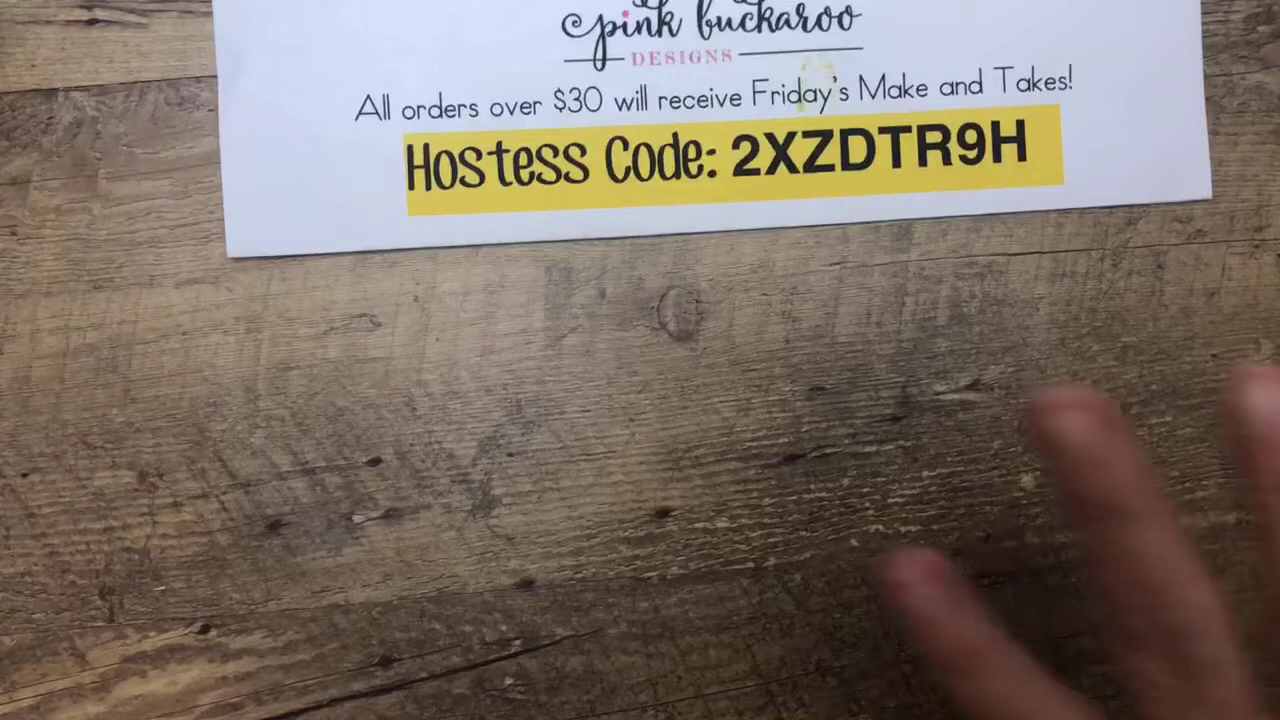 pink buckaroo
DESIGNS
All orders over $30 will receive Friday's Make and Takes!
Hostess Code: 2XZDTR9H